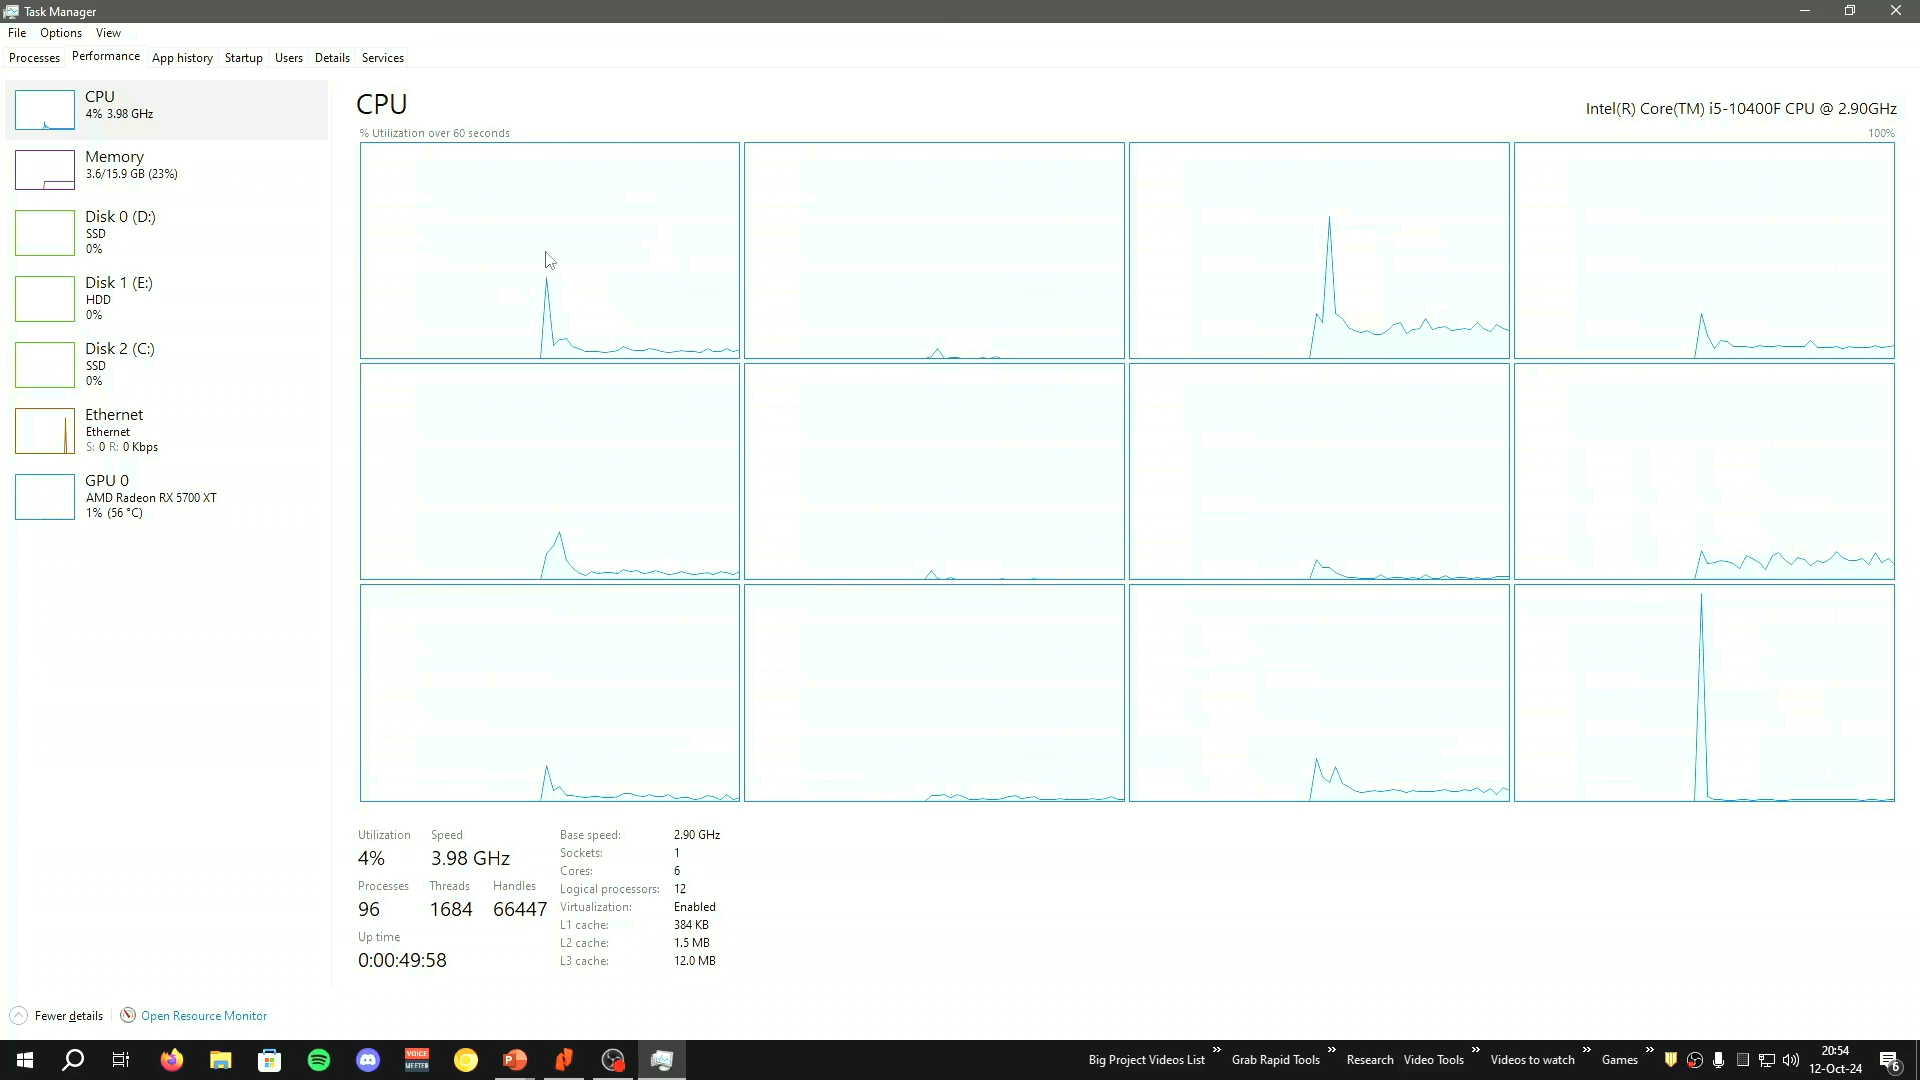 Task Manager
File Options View
Processes Performance App history Startup Users Details Services
CPU
4% 3.98 GHz
Memory
3.6/15.9 GB (23%)
Disk 0 (D:)
SSD
0%
Disk 1 (E:)
HDD
0%
Disk 2 (C:)
SSD
0%
Ethernet
Ethernet
S: 0 R: 0 Kbps
GPU 0
AMD Radeon RX 5700 XT
1% (56 °C)
CPU
Intel(R) Core(TM) i5-10400F CPU @ 2.90GHz
% Utilization over 60 seconds
100%
Utilization Speed
4% 3.98 GHz
Processes Threads Handles
96 1684 66447
Up time
0:00:49:58
Base speed: 2.90 GHz
Sockets: 1
Cores: 6
Logical processors: 12
Virtualization: Enabled
L1 cache: 384 KB
L2 cache: 1.5 MB
L3 cache: 12.0 MB
Fewer details
Open Resource Monitor
VOICE
MEETER
Big Project Videos List » Grab Rapid Tools » Research Video Tools » Videos to watch » Games »
20:54
12-Oct-24
6